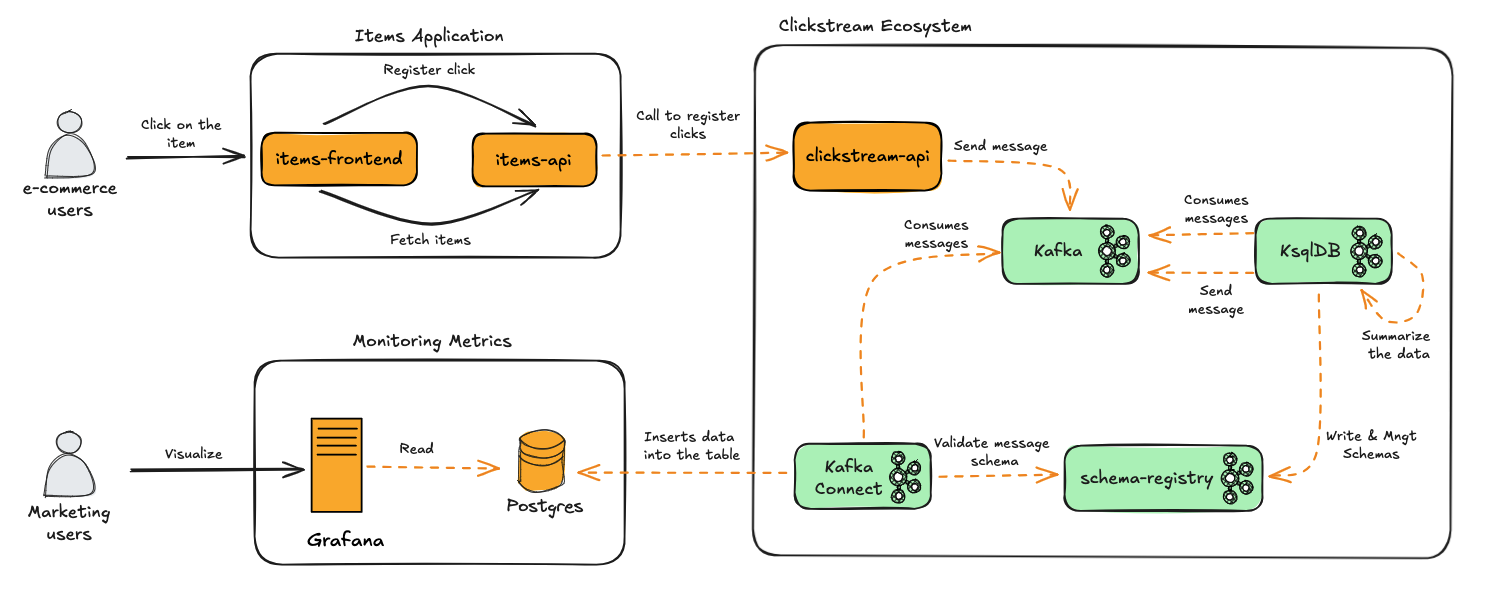 Items Application
Register click
Click on the
item
items-frontend
items-api
Fetch items
e-commerce
users
Call to register
clicks
Clickstream Ecosystem
clickstream-api
Send message
Consumes
messages
Kafka
Consumes
messages
KsqlDB
Send
message
Summarize
the data
Monitoring Metrics
Marketing
users
Visualize
Grafana
Read
Postgres
Inserts data
into the table
Kafka
Connect
Validate message
schema
schema-registry
Write & Mngt
Schemas